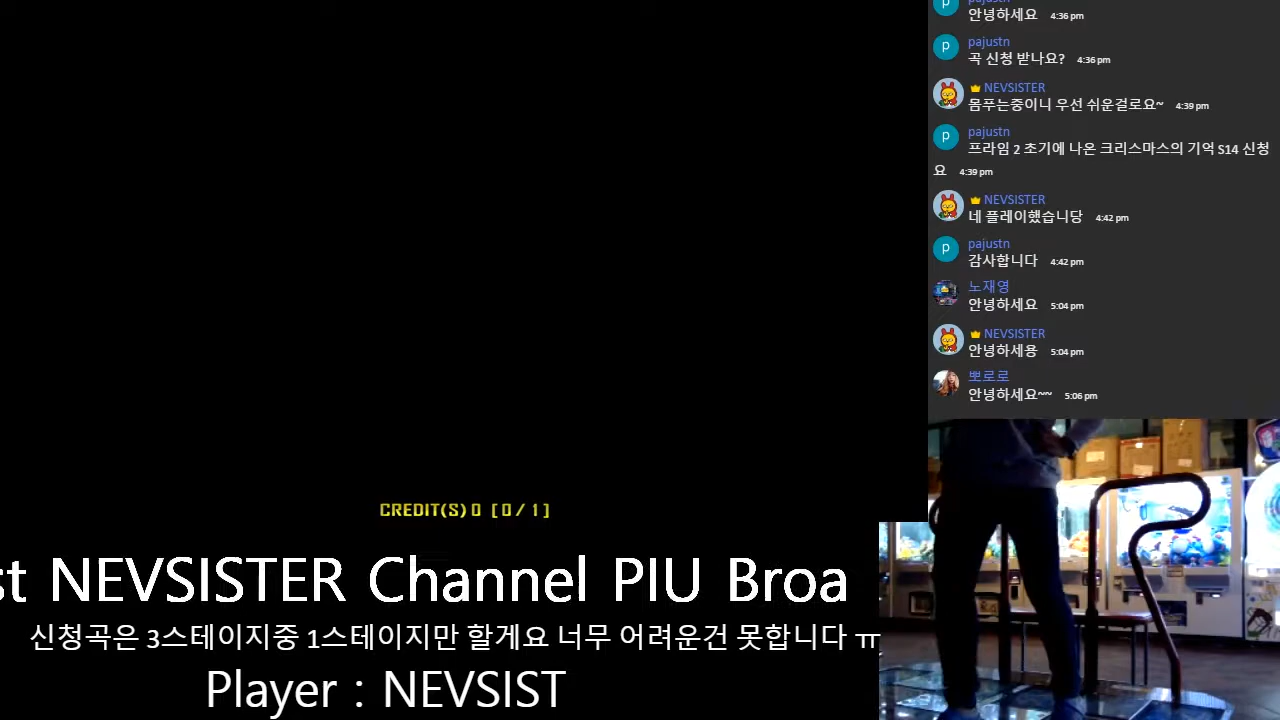 안녕하세요 4:36 pm
pajustn
곡 신청 받나요? 4:36 pm
NEVSISTER
몸푸는중이니 우선 쉬운걸로요~ 4:39 pm
pajustn
프라임 2 초기에 나온 크리스마스의 기억 S14 신청
요 4:39 pm
NEVSISTER
네 플레이했습니당 4:42 pm
pajustn
감사합니다 4:42 pm
노재영
안녕하세요 5:04 pm
NEVSISTER
안녕하세용 5:04 pm
뽀로로
안녕하세요~~ 5:06 pm
CREDIT(S) 0 [ 0 / 1 ]
st NEVSISTER Channel PIU Broa
신청곡은 3스테이지중 1스테이지만 할게요 너무 어려운건 못합니다 ㅠ
Player : NEVSIST